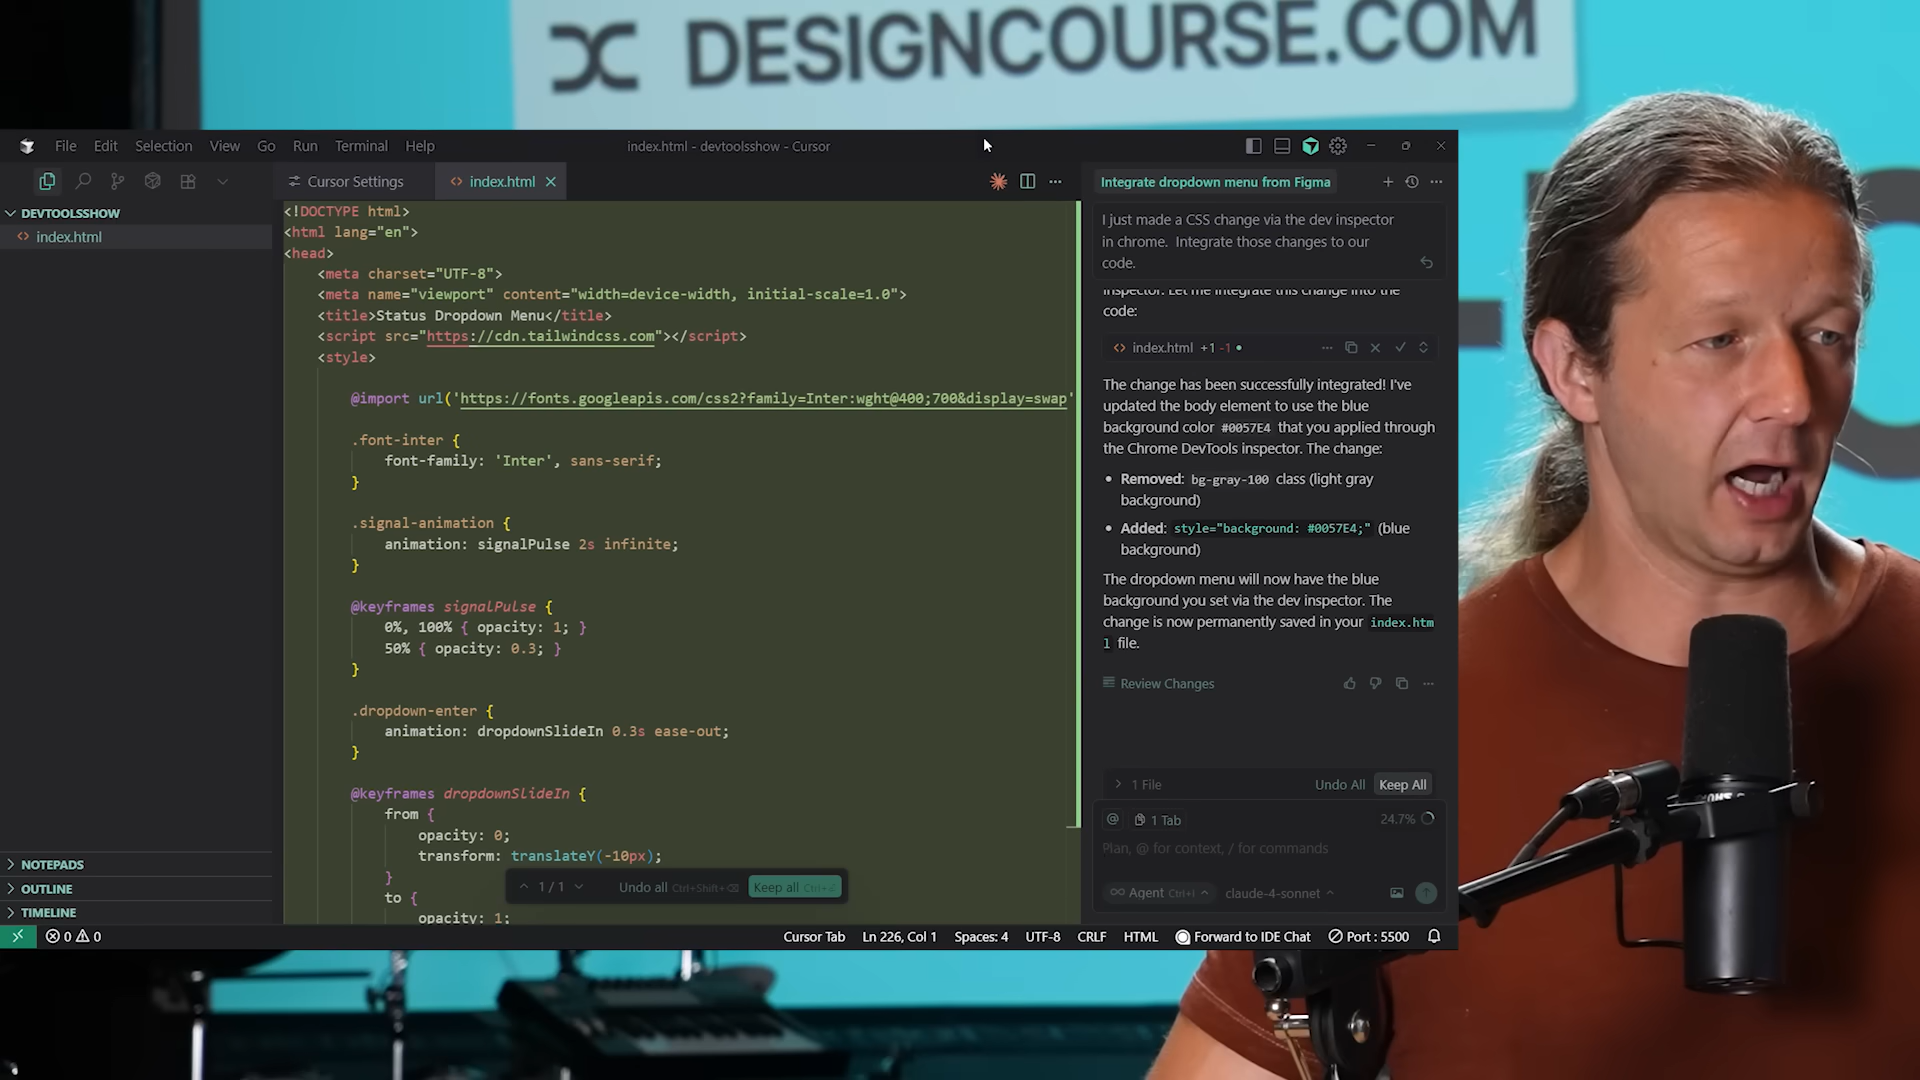 DESIGNCOURSE.COM
File Edit Selection View Go Run Terminal Help
index.html - devtoolsshow - Cursor
Cursor Settings
index.html
DEVTOOLSSHOW
index.html
NOTEPADS
OUTLINE
TIMELINE
<!DOCTYPE html>
<html lang="en">
<head>
<meta charset="UTF-8">
<meta name="viewport" content="width=device-width, initial-scale=1.0">
<title>Status Dropdown Menu</title>
<script src="https://cdn.tailwindcss.com"></script>
<style>
@import url('https://fonts.googleapis.com/css2?family=Inter:wght@400;700&display=swap'
.font-inter {
font-family: 'Inter', sans-serif;
}
.signal-animation {
animation: signalPulse 2s infinite;
}
@keyframes signalPulse {
0%, 100% { opacity: 1; }
50% { opacity: 0.3; }
}
.dropdown-enter {
animation: dropdownSlideIn 0.3s ease-out;
}
@keyframes dropdownSlideIn {
from {
opacity: 0;
transform: translateY(-10px);
}
to {
opacity: 1;
1 / 1 Undo all Ctrl+Shift+⌫ Keep all
Integrate dropdown menu from Figma
I just made a CSS change via the dev inspector
in chrome. Integrate those changes to our
code.
inspector. Let me integrate this change into the
code:
index.html +1 -1
The change has been successfully integrated! I've
updated the body element to use the blue
background color #0057E4 that you applied through
the Chrome DevTools inspector. The change:
• Removed: bg-gray-100 class (light gray
background)
• Added: style="background: #0057E4;" (blue
background)
The dropdown menu will now have the blue
background you set via the dev inspector. The
change is now permanently saved in your index.htm
l file.
Review Changes
1 File Undo All Keep All
@ 1 Tab 24.7%
Plan, @ for context, / for commands
Agent Ctrl+I claude-4-sonnet
0 0 Cursor Tab Ln 226, Col 1 Spaces: 4 UTF-8 CRLF HTML Forward to IDE Chat Port : 5500